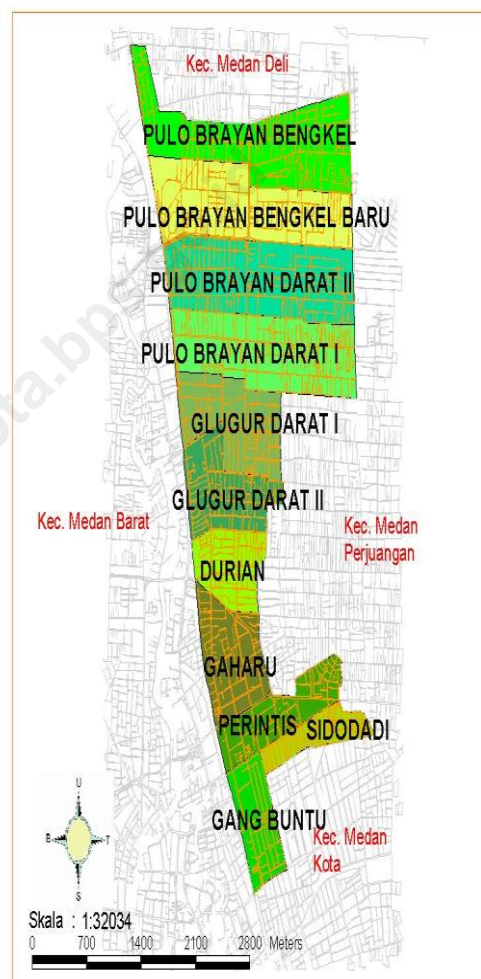 Kec. Medan Deli
PULO BRAYAN BENGKEL
PULO BRAYAN BENGKEL BARU
PULO BRAYAN DARAT II
PULO BRAYAN DARAT I
GLUGUR DARAT I
GLUGUR DARAT II
Kec. Medan Barat
Kec. Medan
Perjuangan
DURIAN
GAHARU
PERINTIS
SIDODADI
GANG BUNTU
Kec. Medan
Kota
U
B
T
S
Skala : 1:32034
0 700 1400 2100 2800 Meters
ota.bps